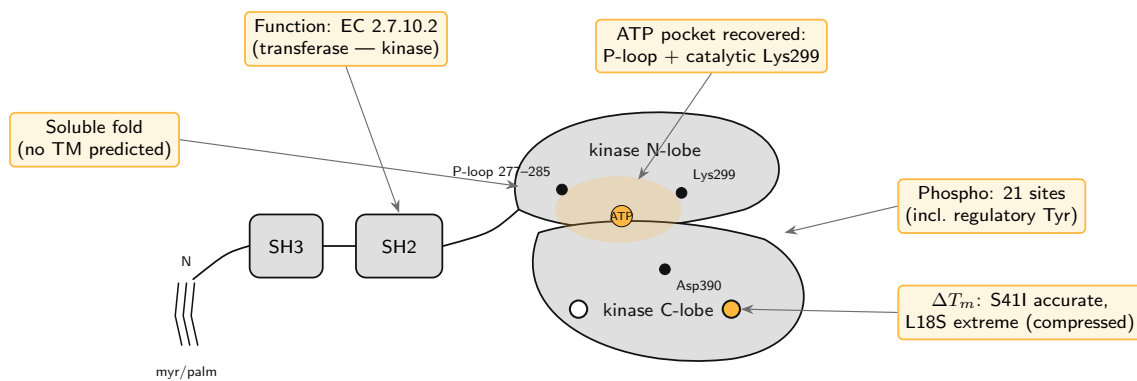 Function: EC 2.7.10.2
(transferase — kinase)
ATP pocket recovered:
P-loop + catalytic Lys299
Soluble fold
(no TM predicted)
kinase N-lobe
P-loop 277–285
Lys299
Phospho: 21 sites
(incl. regulatory Tyr)
ATP
SH3
SH2
N
Asp390
kinase C-lobe
ΔTₘ: S41I accurate,
L18S extreme (compressed)
myr/palm